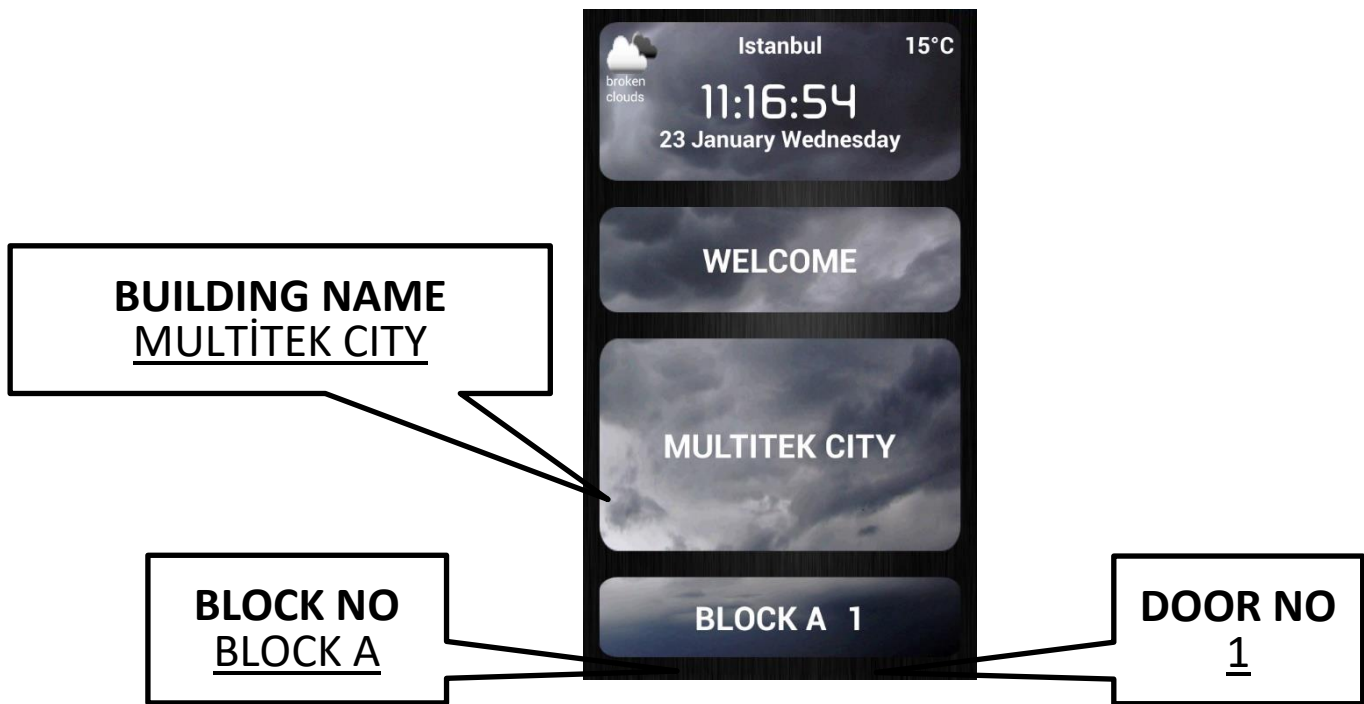 Istanbul 15°C
broken
clouds
11:16:54
23 January Wednesday
WELCOME
BUILDING NAME
MULTİTEK CITY
MULTITEK CITY
BLOCK NO
BLOCK A
BLOCK A 1
DOOR NO
1